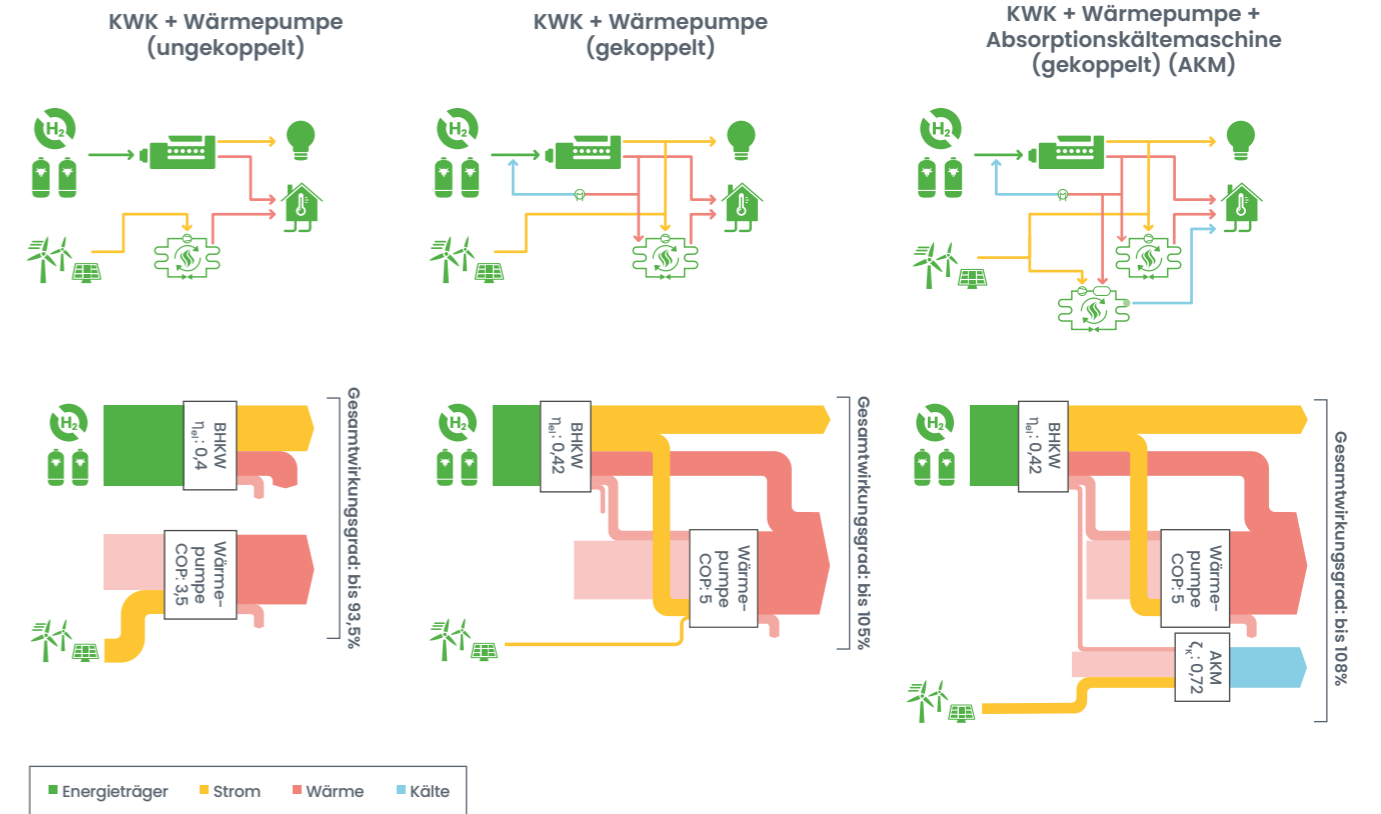 KWK + Wärmepumpe
(ungekoppelt)
KWK + Wärmepumpe
(gekoppelt)
KWK + Wärmepumpe +
Absorptionskältemaschine
(gekoppelt) (AKM)
H₂
H₂
H₂
H₂
BHKW
ηel: 0,4
Wärme-
pumpe
COP: 3,5
Gesamtwirkungsgrad: bis 93,5%
H₂
BHKW
ηel: 0,42
Wärme-
pumpe
COP: 5
Gesamtwirkungsgrad: bis 105%
H₂
BHKW
ηel: 0,42
Wärme-
pumpe
COP: 5
AKM
ζK: 0,72
Gesamtwirkungsgrad: bis 108%
Energieträger
Strom
Wärme
Kälte